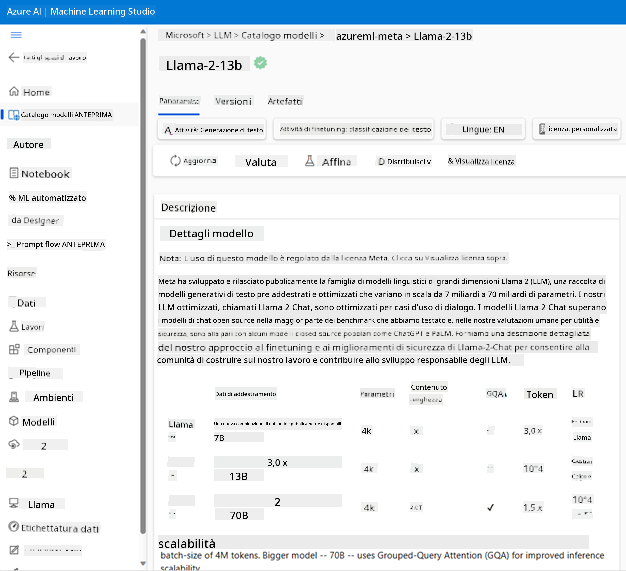 Azure AI | Machine Learning Studio
Microsoft > LLM > Catalogo modelli > azureml-meta > Llama-2-13b
Tutti gli spazi di lavoro
Llama-2-13b
Home
Catalogo modelli ANTEPRIMA
Panoramica Versioni Artefatti
Attività: Generazione di testo
Attività di finetuning: classificazione del testo
Lingue: EN
Licenza: personalizzata
Autore
Aggiorna Valuta Affina D Distribuisci v & Visualizza licenza
Notebook
% ML automatizzato
da Designer
>_ Prompt flow ANTEPRIMA
Risorse
Dati
Lavori
Componenti
Pipeline
Ambienti
Modelli
2
2
Llama
Etichettatura dati
Descrizione
Dettagli modello
Nota: L'uso di questo modello è regolato dalla licenza Meta. Clicca su Visualizza licenza sopra.
Meta ha sviluppato e rilasciato pubblicamente la famiglia di modelli linguistici di grandi dimensioni Llama 2 (LLM), una raccolta di
modelli generativi di testo pre addestrati e ottimizzati che variano in scala da 7 miliardi a 70 miliardi di parametri. I nostri
LLM ottimizzati, chiamati Llama-2-Chat, sono ottimizzati per casi d'uso di dialogo. I modelli Llama-2-Chat superano
i modelli di chat open source nella maggior parte dei benchmark che abbiamo testato e, nelle nostre valutazioni umane per utilità e
sicurezza, sono alla pari con alcuni modelli closed source popolari come ChatGPT e PaLM. Forniamo una descrizione dettagliata
del nostro approccio al finetuning e ai miglioramenti di sicurezza di Llama-2-Chat per consentire alla
comunità di costruire sul nostro lavoro e contribuire allo sviluppo responsabile degli LLM.
Dati di addestramento Parametri Contenuto lunghezza GQA Token LR
Llama
7B 4k x 3,0 x Llama
3,0 x
13B 4k x 10^-4
2
70B 4k ✔ 1,5 x 10^-4
scalabilità
batch-size of 4M tokens. Bigger model -- 70B -- uses Grouped-Query Attention (GQA) for improved inference
scalability